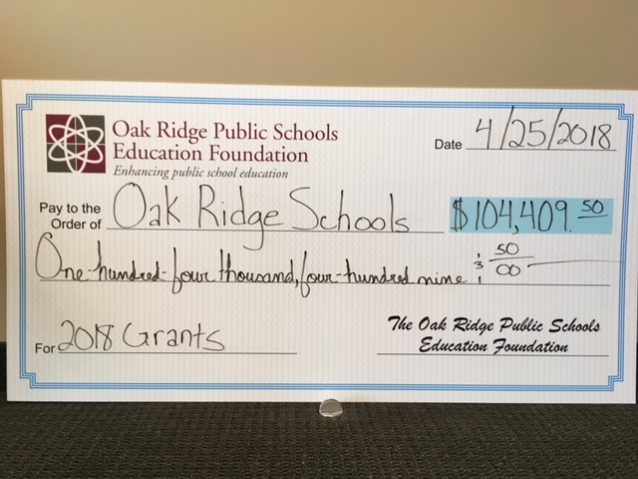 Oak Ridge Public Schools
Education Foundation
Enhancing public school education
Date 4/25/2018
Pay to the
Order of Oak Ridge Schools $104,409.50
One-hundred-four thousand, four-hundred nine & 50/00
For 2018 Grants
The Oak Ridge Public Schools
Education Foundation